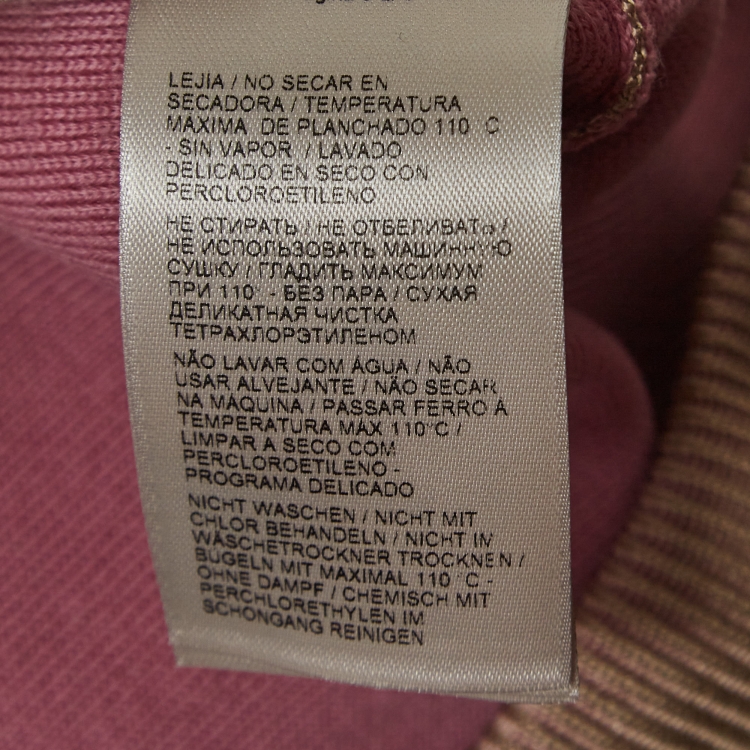 LEJIA / NO SECAR EN
SECADORA / TEMPERATURA
MAXIMA DE PLANCHADO 110 C
- SIN VAPOR / LAVADO
DELICADO EN SECO CON
PERCLOROETILENO
НЕ СТИРАТЬ / НЕ ОТБЕЛИВАТЬ /
НЕ ИСПОЛЬЗОВАТЬ МАШИННУЮ
СУШКУ / ГЛАДИТЬ МАКСИМУМ
ПРИ 110° - БЕЗ ПАРА / СУХАЯ
ДЕЛИКАТНАЯ ЧИСТКА
ТЕТРАХЛОРЭТИЛЕНОМ
NÃO LAVAR COM ÁGUA / NÃO
USAR ALVEJANTE / NÃO SECAR
NA MÁQUINA / PASSAR FERRO À
TEMPERATURA MÁX 110°C /
LIMPAR A SECO COM
PERCLOROETILENO -
PROGRAMA DELICADO
NICHT WASCHEN / NICHT MIT
CHLOR BEHANDELN / NICHT IM
WÄSCHETROCKNER TROCKNEN /
BÜGELN MIT MAXIMAL 110°C -
OHNE DAMPF / CHEMISCH MIT
PERCHLORETHYLEN IM
SCHONGANG REINIGEN